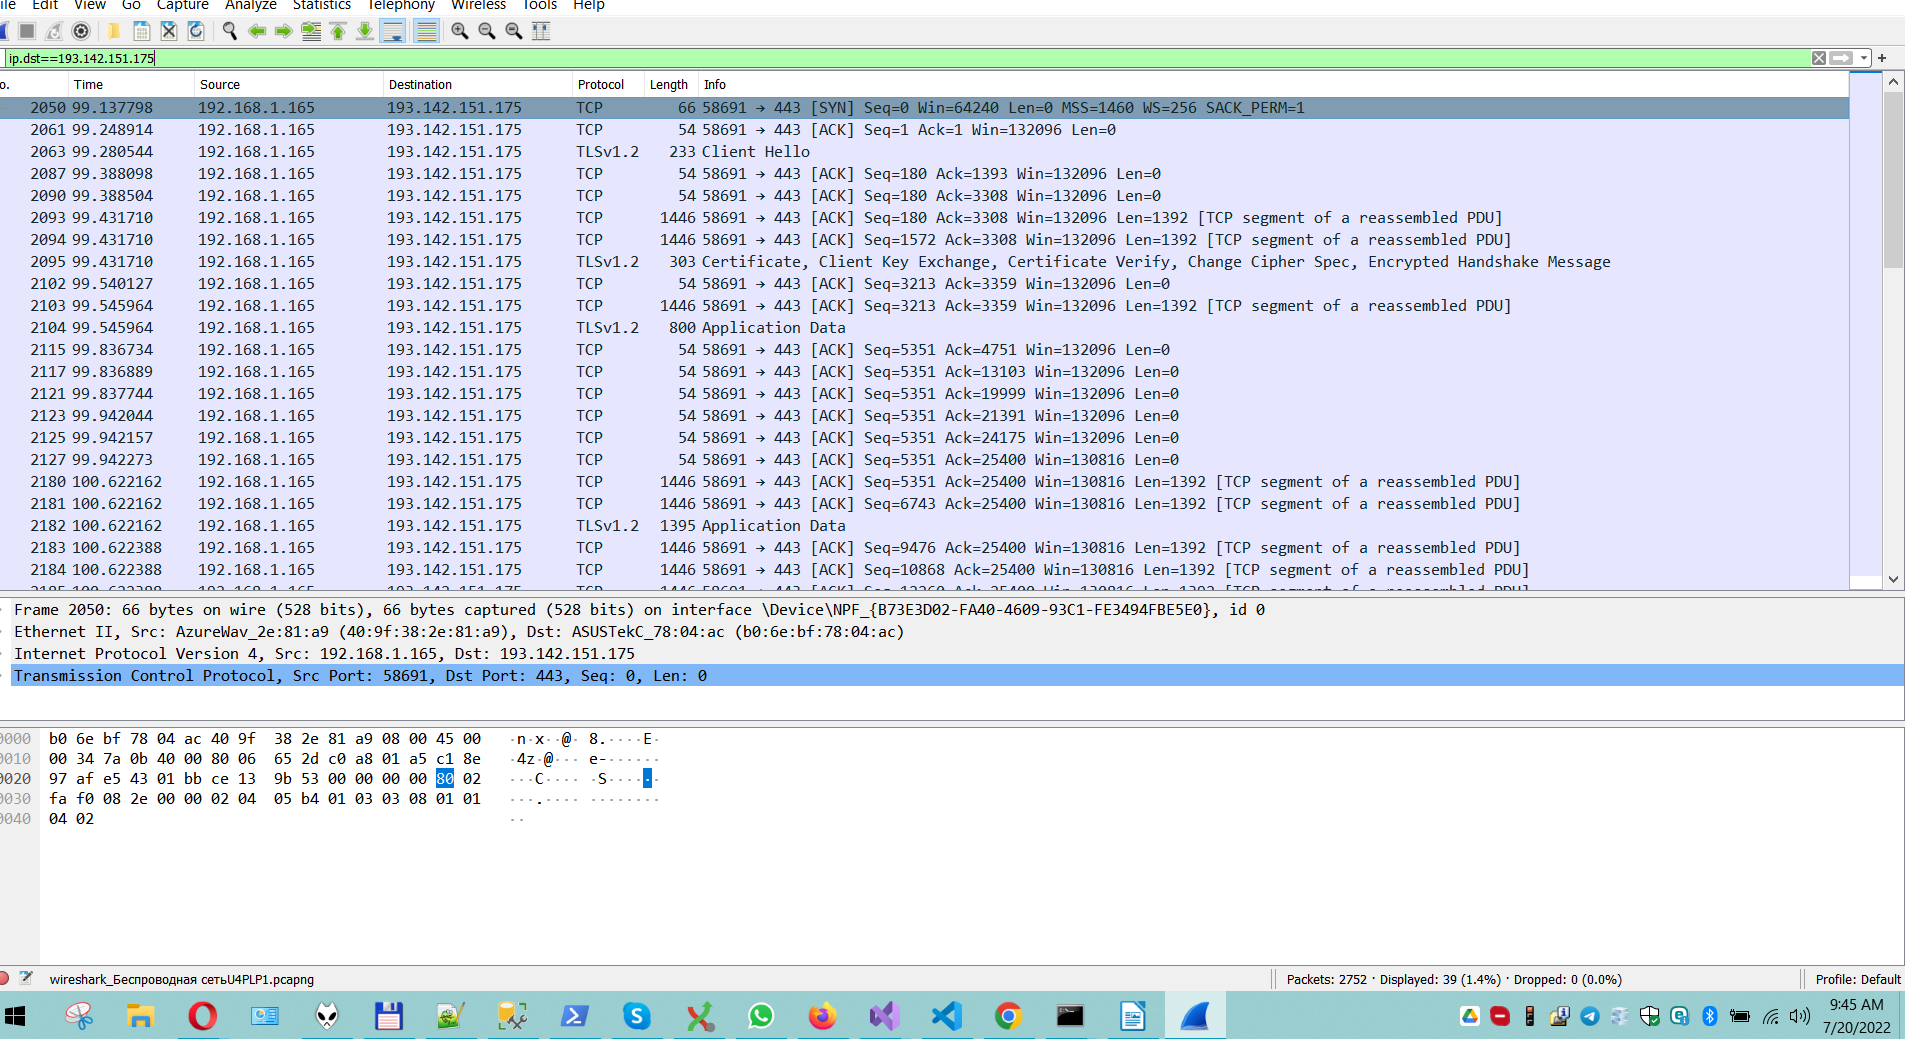 ile Edit View Go Capture Analyze Statistics Telephony Wireless Tools Help
ip.dst==193.142.151.175
o. Time Source Destination Protocol Length Info
2050 99.137798 192.168.1.165 193.142.151.175 TCP 66 58691 → 443 [SYN] Seq=0 Win=64240 Len=0 MSS=1460 WS=256 SACK_PERM=1
2061 99.248914 192.168.1.165 193.142.151.175 TCP 54 58691 → 443 [ACK] Seq=1 Ack=1 Win=132096 Len=0
2063 99.280544 192.168.1.165 193.142.151.175 TLSv1.2 233 Client Hello
2087 99.388098 192.168.1.165 193.142.151.175 TCP 54 58691 → 443 [ACK] Seq=180 Ack=1393 Win=132096 Len=0
2090 99.388504 192.168.1.165 193.142.151.175 TCP 54 58691 → 443 [ACK] Seq=180 Ack=3308 Win=132096 Len=0
2093 99.431710 192.168.1.165 193.142.151.175 TCP 1446 58691 → 443 [ACK] Seq=180 Ack=3308 Win=132096 Len=1392 [TCP segment of a reassembled PDU]
2094 99.431710 192.168.1.165 193.142.151.175 TCP 1446 58691 → 443 [ACK] Seq=1572 Ack=3308 Win=132096 Len=1392 [TCP segment of a reassembled PDU]
2095 99.431710 192.168.1.165 193.142.151.175 TLSv1.2 303 Certificate, Client Key Exchange, Certificate Verify, Change Cipher Spec, Encrypted Handshake Message
2102 99.540127 192.168.1.165 193.142.151.175 TCP 54 58691 → 443 [ACK] Seq=3213 Ack=3359 Win=132096 Len=0
2103 99.545964 192.168.1.165 193.142.151.175 TCP 1446 58691 → 443 [ACK] Seq=3213 Ack=3359 Win=132096 Len=1392 [TCP segment of a reassembled PDU]
2104 99.545964 192.168.1.165 193.142.151.175 TLSv1.2 800 Application Data
2115 99.836734 192.168.1.165 193.142.151.175 TCP 54 58691 → 443 [ACK] Seq=5351 Ack=4751 Win=132096 Len=0
2117 99.836889 192.168.1.165 193.142.151.175 TCP 54 58691 → 443 [ACK] Seq=5351 Ack=13103 Win=132096 Len=0
2121 99.837744 192.168.1.165 193.142.151.175 TCP 54 58691 → 443 [ACK] Seq=5351 Ack=19999 Win=132096 Len=0
2123 99.942044 192.168.1.165 193.142.151.175 TCP 54 58691 → 443 [ACK] Seq=5351 Ack=21391 Win=132096 Len=0
2125 99.942157 192.168.1.165 193.142.151.175 TCP 54 58691 → 443 [ACK] Seq=5351 Ack=24175 Win=132096 Len=0
2127 99.942273 192.168.1.165 193.142.151.175 TCP 54 58691 → 443 [ACK] Seq=5351 Ack=25400 Win=130816 Len=0
2180 100.622162 192.168.1.165 193.142.151.175 TCP 1446 58691 → 443 [ACK] Seq=5351 Ack=25400 Win=130816 Len=1392 [TCP segment of a reassembled PDU]
2181 100.622162 192.168.1.165 193.142.151.175 TCP 1446 58691 → 443 [ACK] Seq=6743 Ack=25400 Win=130816 Len=1392 [TCP segment of a reassembled PDU]
2182 100.622162 192.168.1.165 193.142.151.175 TLSv1.2 1395 Application Data
2183 100.622388 192.168.1.165 193.142.151.175 TCP 1446 58691 → 443 [ACK] Seq=9476 Ack=25400 Win=130816 Len=1392 [TCP segment of a reassembled PDU]
2184 100.622388 192.168.1.165 193.142.151.175 TCP 1446 58691 → 443 [ACK] Seq=10868 Ack=25400 Win=130816 Len=1392 [TCP segment of a reassembled PDU]
Frame 2050: 66 bytes on wire (528 bits), 66 bytes captured (528 bits) on interface \Device\NPF_{B73E3D02-FA40-4609-93C1-FE3494FBE5E0}, id 0
Ethernet II, Src: AzureWav_2e:81:a9 (40:9f:38:2e:81:a9), Dst: ASUSTekC_78:04:ac (b0:6e:bf:78:04:ac)
Internet Protocol Version 4, Src: 192.168.1.165, Dst: 193.142.151.175
Transmission Control Protocol, Src Port: 58691, Dst Port: 443, Seq: 0, Len: 0
0000 b0 6e bf 78 04 ac 40 9f 38 2e 81 a9 08 00 45 00 ·n·x··@· 8.····E·
0010 00 34 7a 0b 40 00 80 06 65 2d c0 a8 01 a5 c1 8e ·4z·@··· e-······
0020 97 af e5 43 01 bb ce 13 9b 53 00 00 00 00 80 02 ···C···· ·S······
0030 fa f0 08 2e 00 00 02 04 05 b4 01 03 03 08 01 01 ···.···· ········
0040 04 02 ··
wireshark_Беспроводная сетьU4PLP1.pcapng Packets: 2752 · Displayed: 39 (1.4%) · Dropped: 0 (0.0%) Profile: Default
9:45 AM
7/20/2022